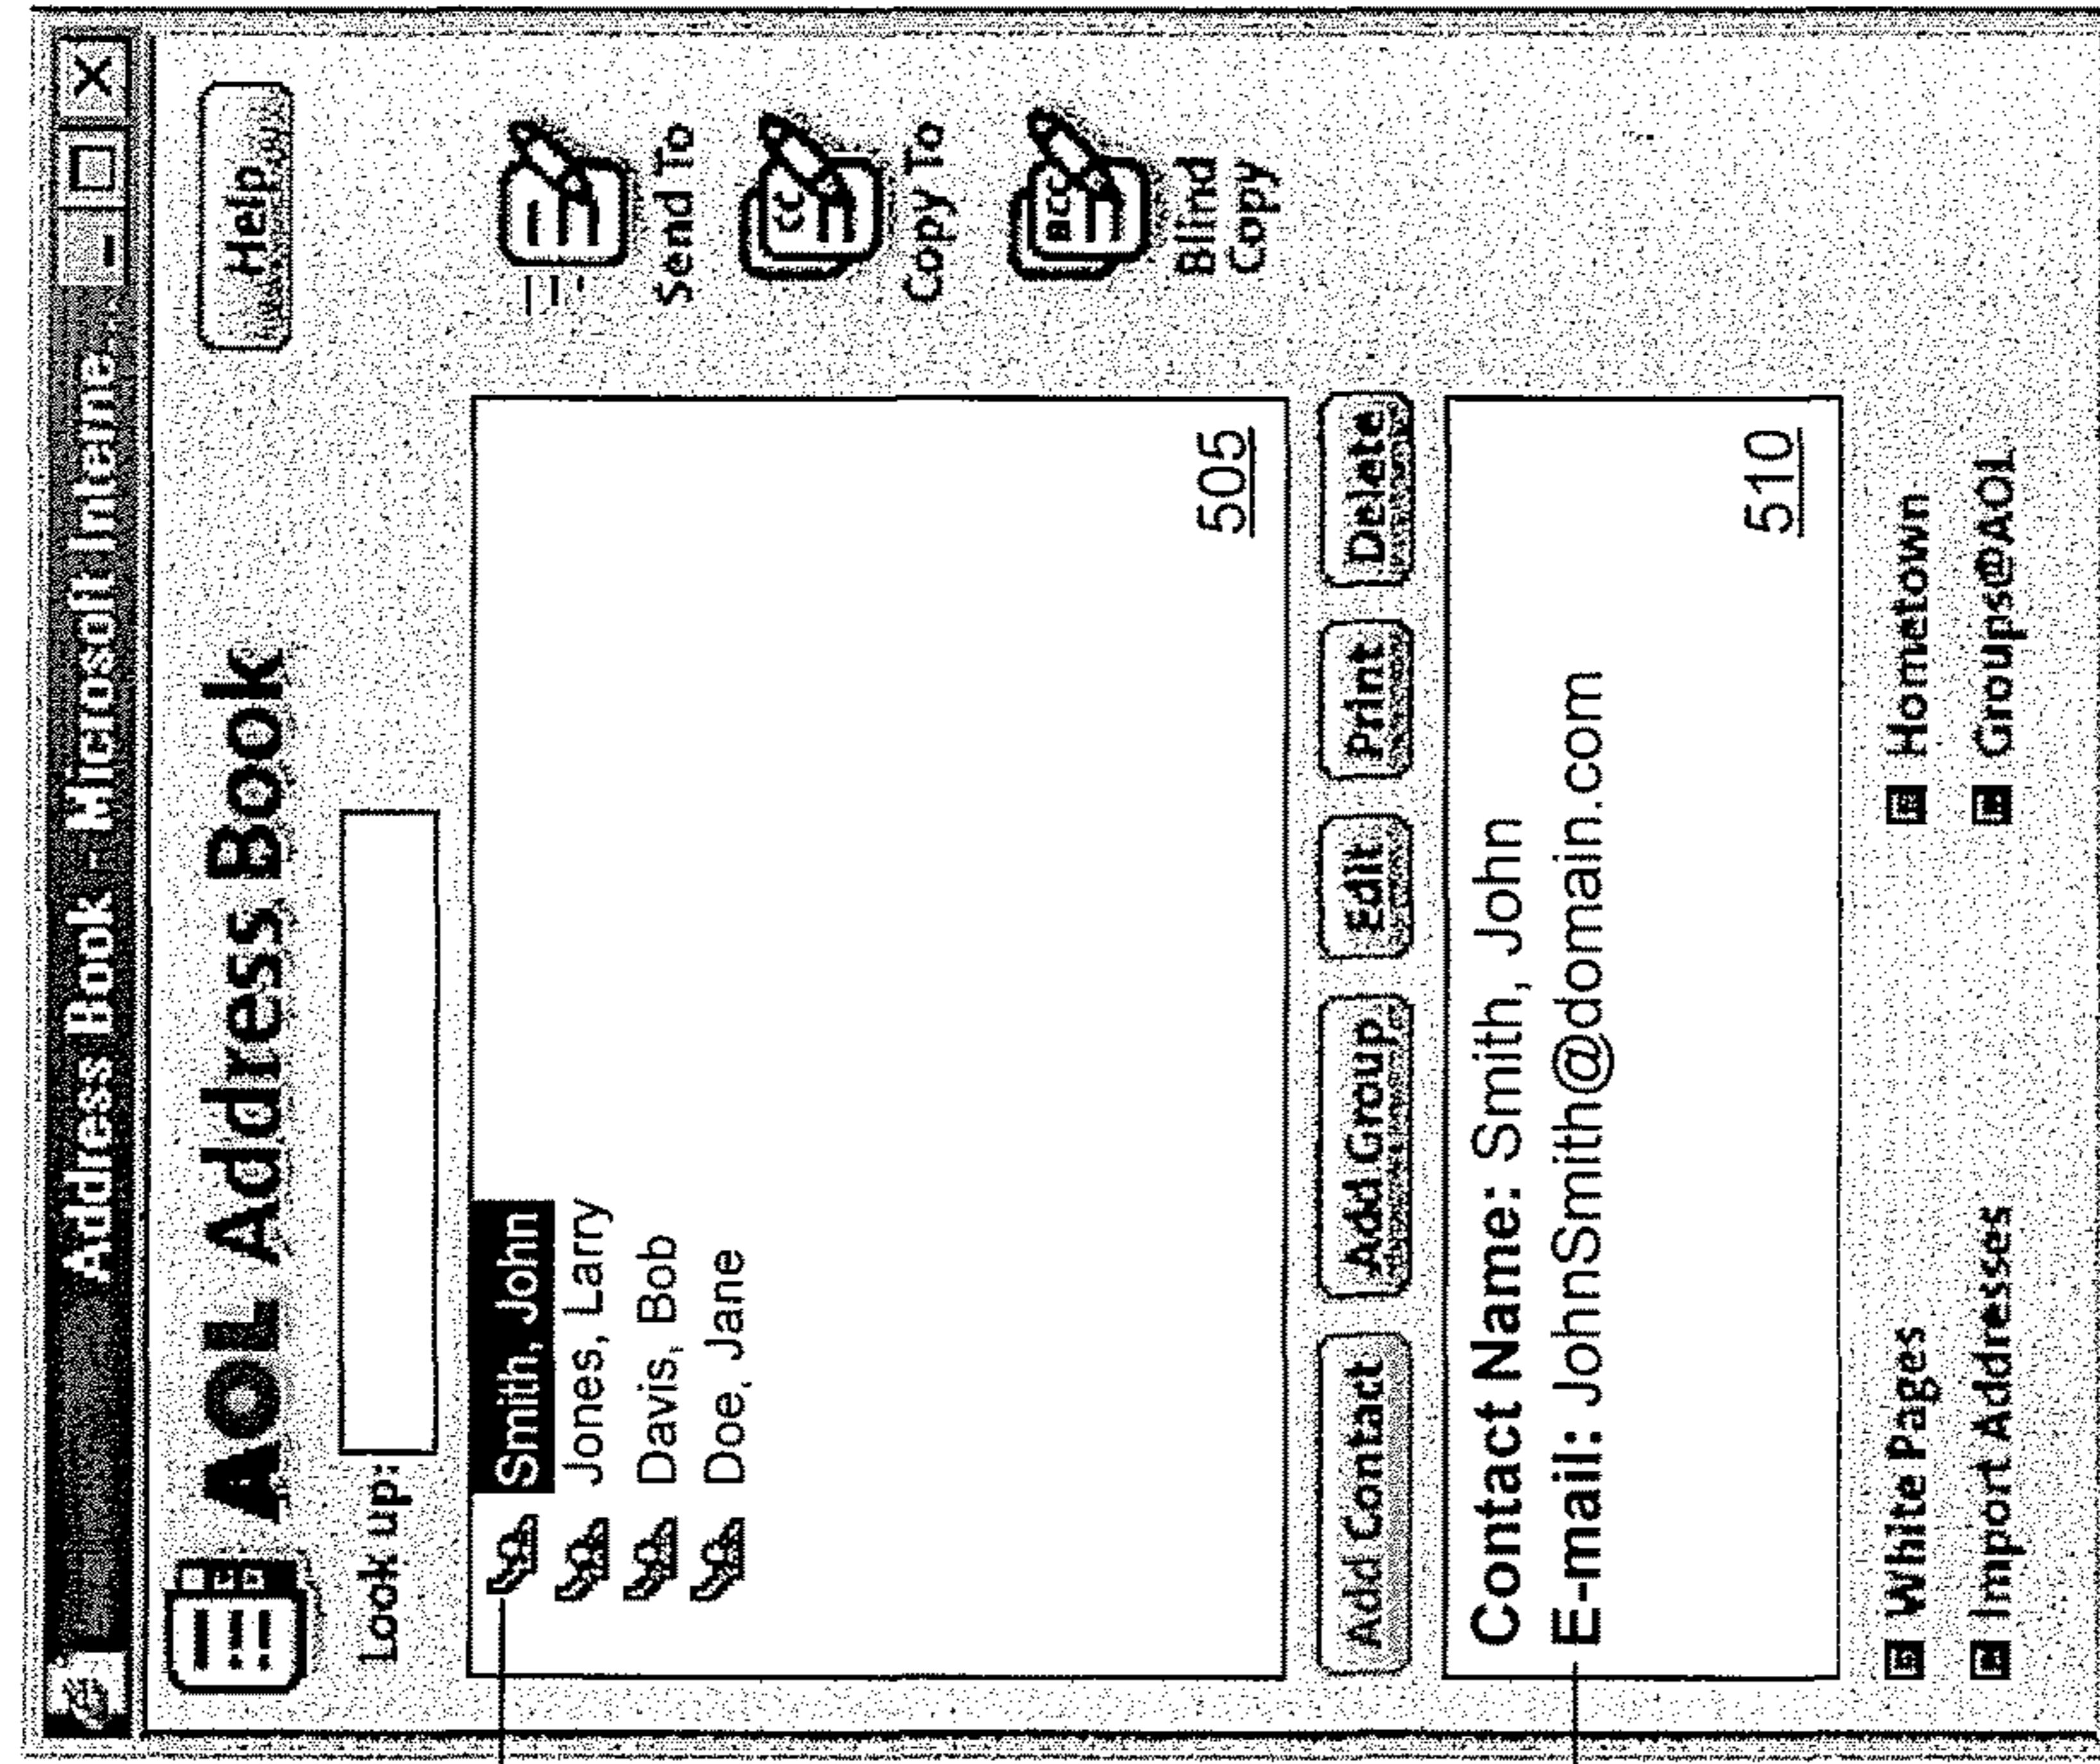 Address Book - Microsoft Interne...
AOL Address Book
Help
Look up:
Smith, John
Jones, Larry
Davis, Bob
Doe, Jane
505
Send To
CC
Copy To
BCC
Blind
Copy
Add Contact Add Group Edit Print Delete
Contact Name: Smith, John
E-mail: JohnSmith@domain.com
510
White Pages Hometown
Import Addresses Groups@AOL